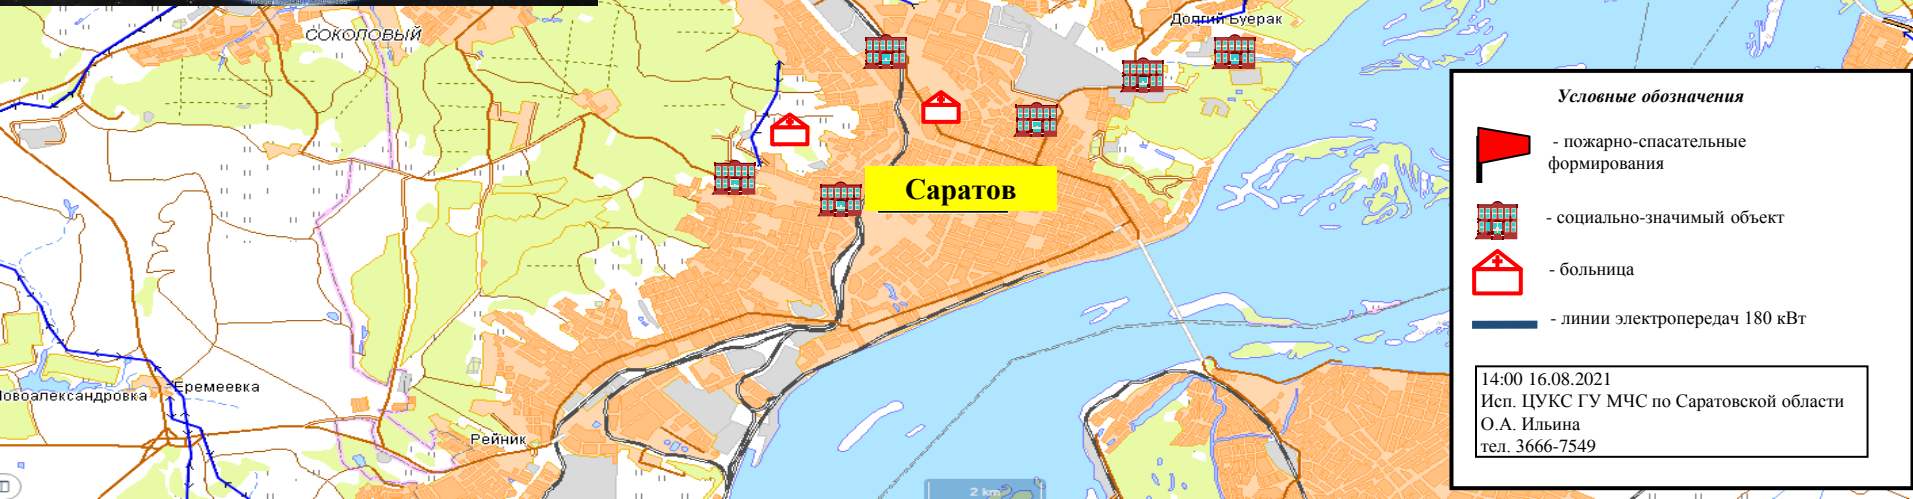 СОКОЛОВЫЙ
Долгий Буерак
Саратов
Еремеевка
Новоалександровка
Рейник
2 km
Условные обозначения
- пожарно-спасательные
формирования
- социально-значимый объект
- больница
- линии электропередач 180 кВт
14:00 16.08.2021
Исп. ЦУКС ГУ МЧС по Саратовской области
О.А. Ильина
тел. 3666-7549